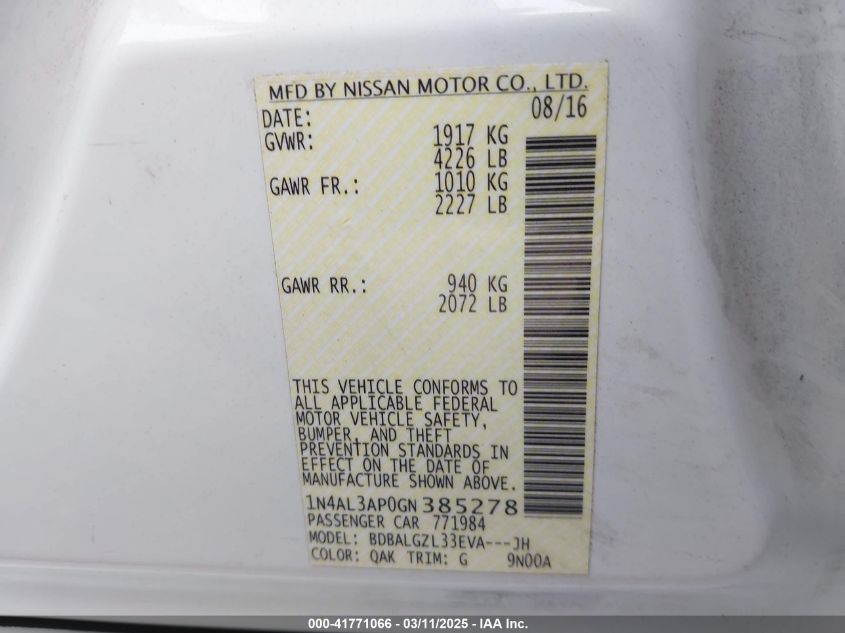 MFD BY NISSAN MOTOR CO., LTD.
DATE: 08/16
GVWR: 1917 KG
4226 LB
GAWR FR.: 1010 KG
2227 LB
GAWR RR.: 940 KG
2072 LB
THIS VEHICLE CONFORMS TO
ALL APPLICABLE FEDERAL
MOTOR VEHICLE SAFETY,
BUMPER, AND THEFT
PREVENTION STANDARDS IN
EFFECT ON THE DATE OF
MANUFACTURE SHOWN ABOVE.
1N4AL3AP0GN385278
PASSENGER CAR 771984
MODEL: BDBALGZL33EVA---JH
COLOR: QAK TRIM: G 9N00A
000-41771066 - 03/11/2025 - IAA Inc.